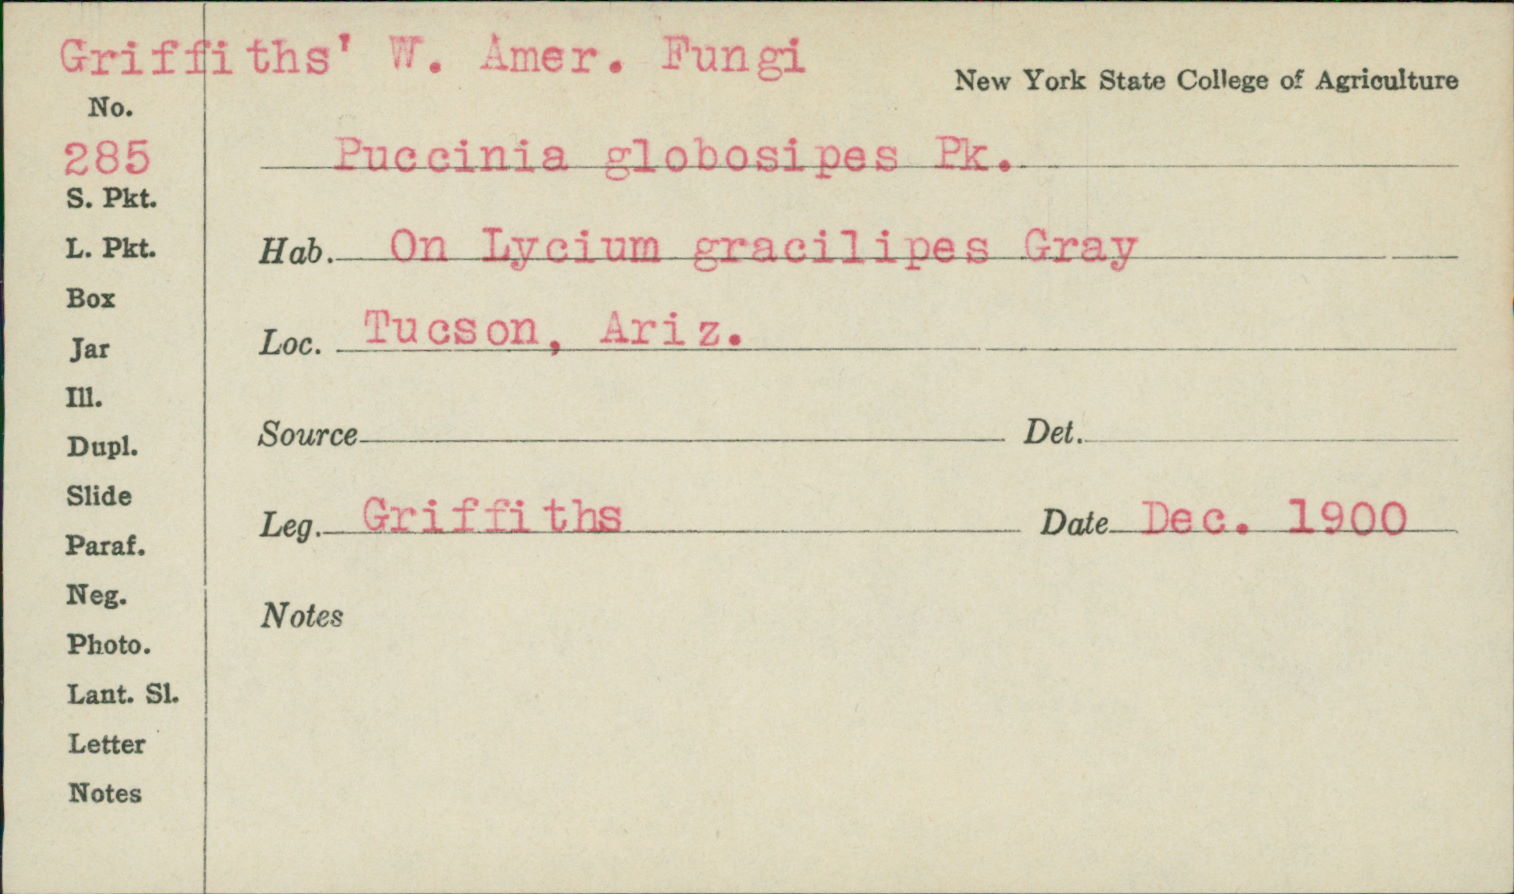 Griffiths' W. Amer. Fungi
New York State College of Agriculture
No.
285
Puccinia globosipes Pk.
S. Pkt.
L. Pkt.
Hab. On Lycium gracilipes Gray
Box
Jar
Loc. Tucson, Ariz.
Ill.
Dupl.
Source Det.
Slide
Leg. Griffiths Date Dec. 1900
Paraf.
Neg.
Notes
Photo.
Lant. Sl.
Letter
Notes